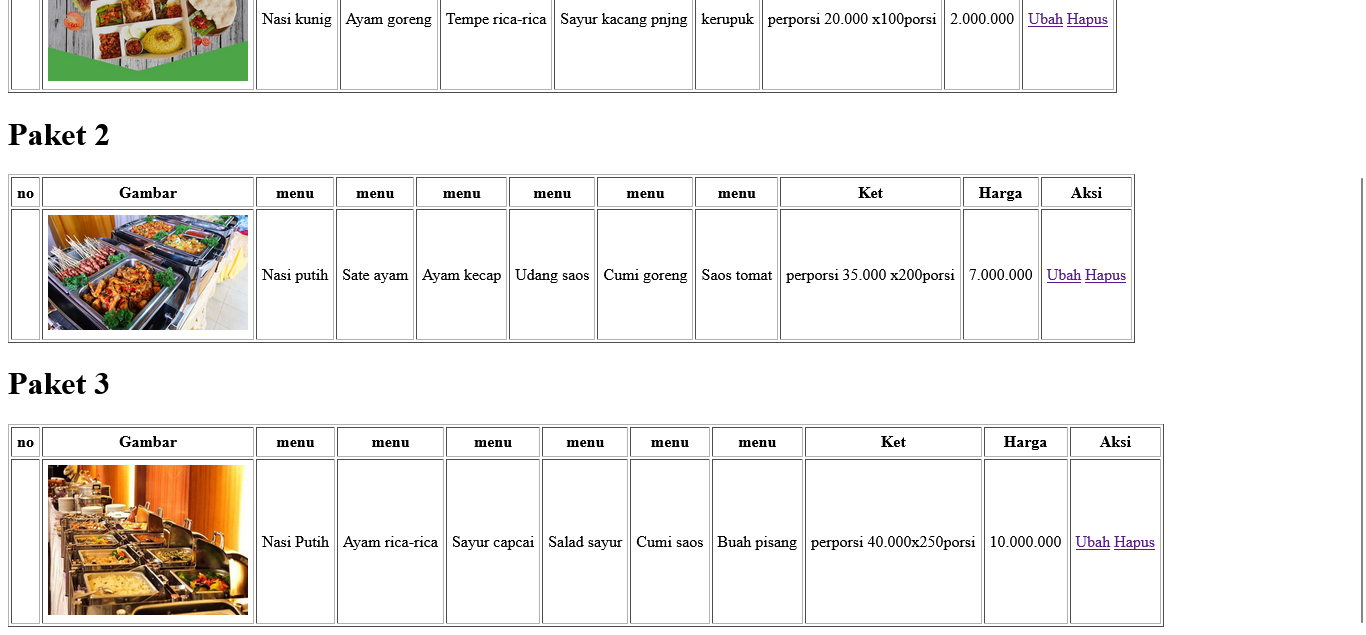 Nasi kunig Ayam goreng Tempe rica-rica Sayur kacang pnjng kerupuk perporsi 20.000 x100porsi 2.000.000 Ubah Hapus
Paket 2
no Gambar menu menu menu menu menu menu Ket Harga Aksi
Nasi putih Sate ayam Ayam kecap Udang saos Cumi goreng Saos tomat perporsi 35.000 x200porsi 7.000.000 Ubah Hapus
Paket 3
no Gambar menu menu menu menu menu menu Ket Harga Aksi
Nasi Putih Ayam rica-rica Sayur capcai Salad sayur Cumi saos Buah pisang perporsi 40.000x250porsi 10.000.000 Ubah Hapus